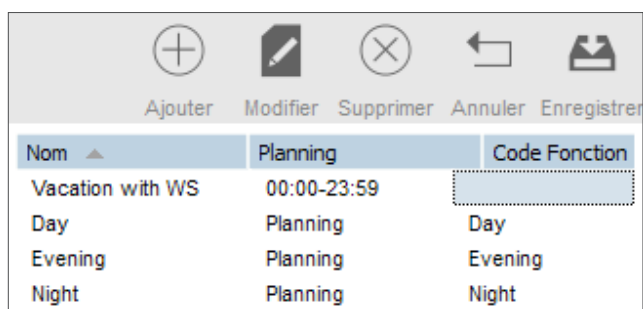 Ajouter Modifier Supprimer Annuler Enregistrer
Nom Planning Code Fonction
Vacation with WS 00:00-23:59
Day Planning Day
Evening Planning Evening
Night Planning Night